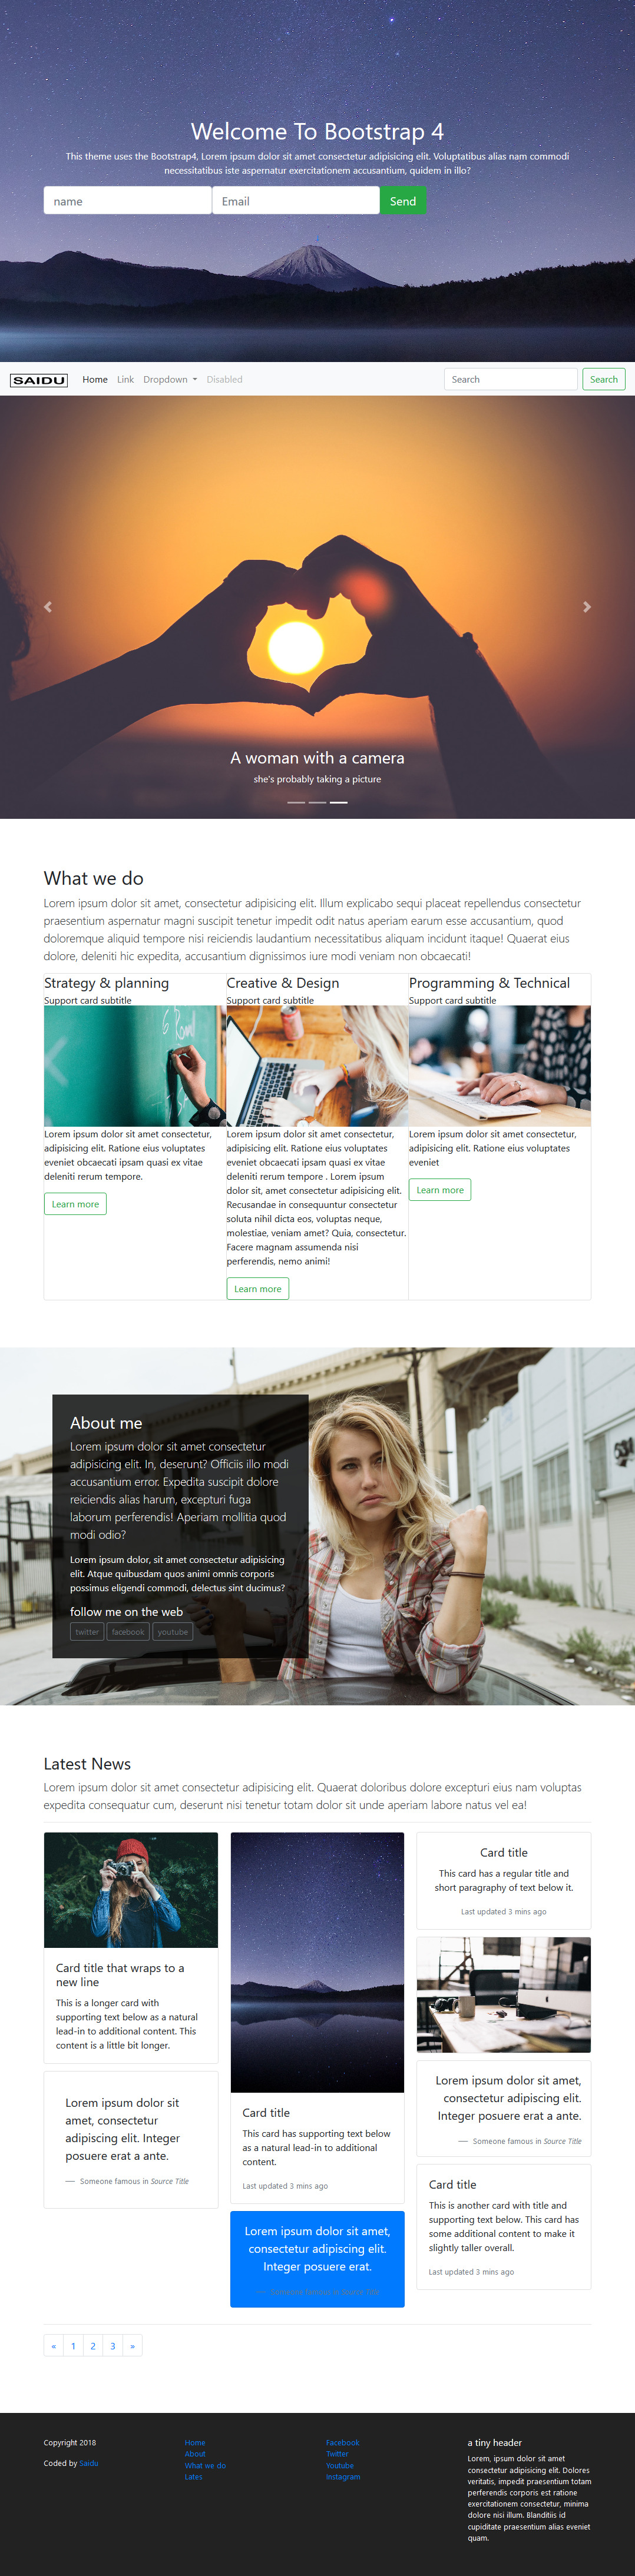 Welcome To Bootstrap 4
This theme uses the Bootstrap4, Lorem ipsum dolor sit amet consectetur adipisicing elit. Voluptatibus alias nam commodi
necessitatibus iste aspernatur exercitationem accusantium, quidem in illo?
name
Email
Send
SAIDU
Home
Link
Dropdown
Disabled
Search
Search
A woman with a camera
she's probably taking a picture
What we do
Lorem ipsum dolor sit amet, consectetur adipisicing elit. Illum explicabo sequi placeat repellendus consectetur
praesentium aspernatur magni suscipit tenetur impedit odit natus aperiam earum esse accusantium, quod
doloremque aliquid tempore nisi reiciendis laudantium necessitatibus aliquam incidunt itaque! Quaerat eius
dolore, deleniti hic expedita, accusantium dignissimos iure modi veniam non obcaecati!
Strategy & planning
Support card subtitle
Lorem ipsum dolor sit amet consectetur,
adipisicing elit. Ratione eius voluptates
eveniet obcaecati ipsam quasi ex vitae
deleniti rerum tempore.
Learn more
Creative & Design
Support card subtitle
Lorem ipsum dolor sit amet consectetur,
adipisicing elit. Ratione eius voluptates
eveniet obcaecati ipsam quasi ex vitae
deleniti rerum tempore . Lorem ipsum
dolor sit, amet consectetur adipisicing elit.
Recusandae in consequuntur consectetur
soluta nihil dicta eos, voluptas neque,
molestiae, veniam amet? Quia, consectetur.
Facere magnam assumenda nisi
perferendis, nemo animi!
Learn more
Programming & Technical
Support card subtitle
Lorem ipsum dolor sit amet consectetur,
adipisicing elit. Ratione eius voluptates
eveniet
Learn more
About me
Lorem ipsum dolor sit amet consectetur
adipisicing elit. In, deserunt? Officiis illo modi
accusantium error. Expedita suscipit dolore
reiciendis alias harum, excepturi fuga
laborum perferendis! Aperiam mollitia quod
modi odio?
Lorem ipsum dolor, sit amet consectetur adipisicing
elit. Atque quibusdam quos animi omnis corporis
possimus eligendi commodi, delectus sint ducimus?
follow me on the web
twitter
facebook
youtube
Latest News
Lorem ipsum dolor sit amet consectetur adipisicing elit. Quaerat doloribus dolore excepturi eius nam voluptas
expedita consequatur cum, deserunt nisi tenetur totam dolor sit unde aperiam labore natus vel ea!
Card title that wraps to a
new line
This is a longer card with
supporting text below as a natural
lead-in to additional content. This
content is a little bit longer.
Lorem ipsum dolor sit
amet, consectetur
adipiscing elit. Integer
posuere erat a ante.
— Someone famous in Source Title
Card title
This card has supporting text below
as a natural lead-in to additional
content.
Last updated 3 mins ago
Lorem ipsum dolor sit amet,
consectetur adipiscing elit.
Integer posuere erat.
— Someone famous in Source Title
Card title
This card has a regular title and
short paragraphy of text below it.
Last updated 3 mins ago
Lorem ipsum dolor sit amet,
consectetur adipiscing elit.
Integer posuere erat a ante.
— Someone famous in Source Title
Card title
This is another card with title and
supporting text below. This card has
some additional content to make it
slightly taller overall.
Last updated 3 mins ago
« 1 2 3 »
Copyright 2018
Coded by Saidu
Home
About
What we do
Lates
Facebook
Twitter
Youtube
Instagram
a tiny header
Lorem, ipsum dolor sit amet
consectetur adipisicing elit. Dolores
veritatis, impedit praesentium totam
perferendis corporis est ratione
exercitationem consectetur, minima
dolore nisi illum. Blanditiis id
cupiditate praesentium alias eveniet
quam.